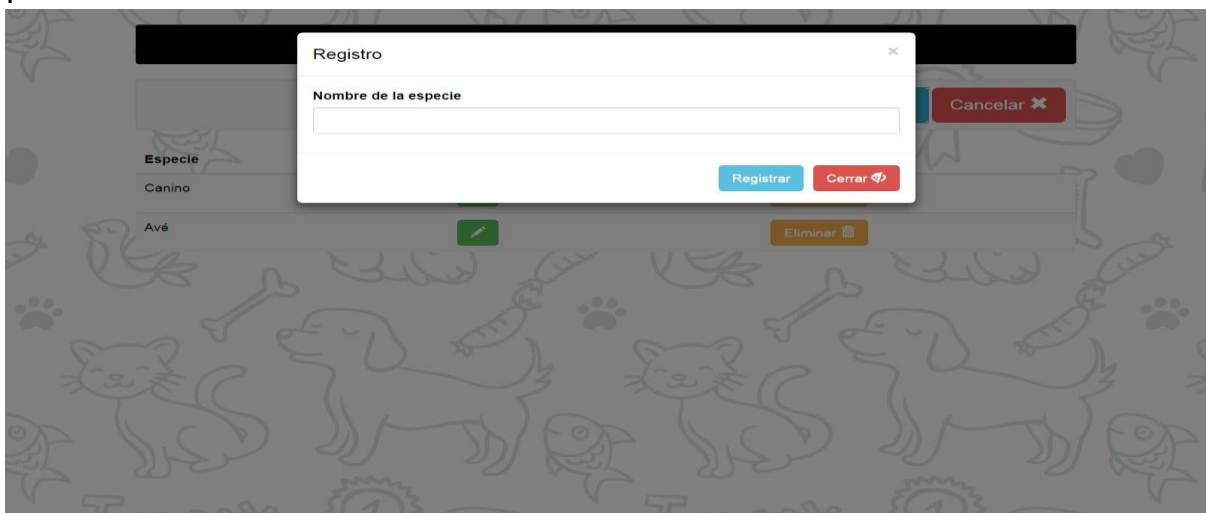 Registro ×
Nombre de la especie
Cancelar
Especie
Registrar Cerrar
Canino
Avé Eliminar